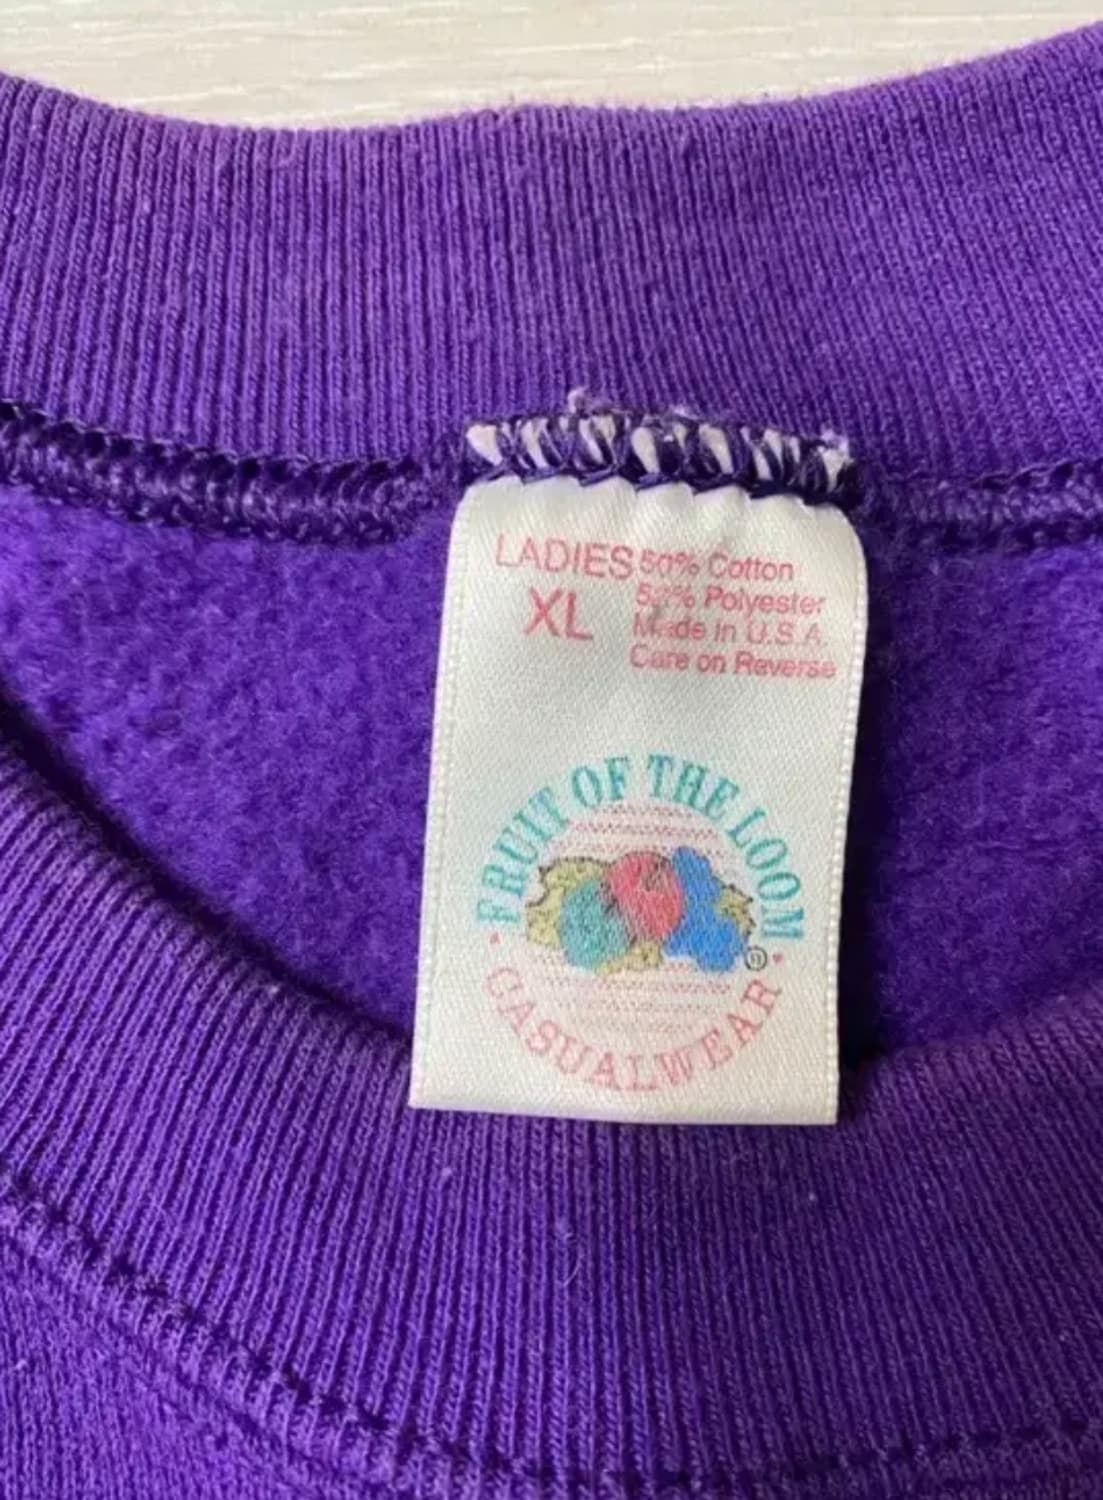 LADIES 50% Cotton
XL % Polyester
Made in U.S.A.
Care on Reverse
FRUIT OF THE LOOM
®
CASUALWEAR